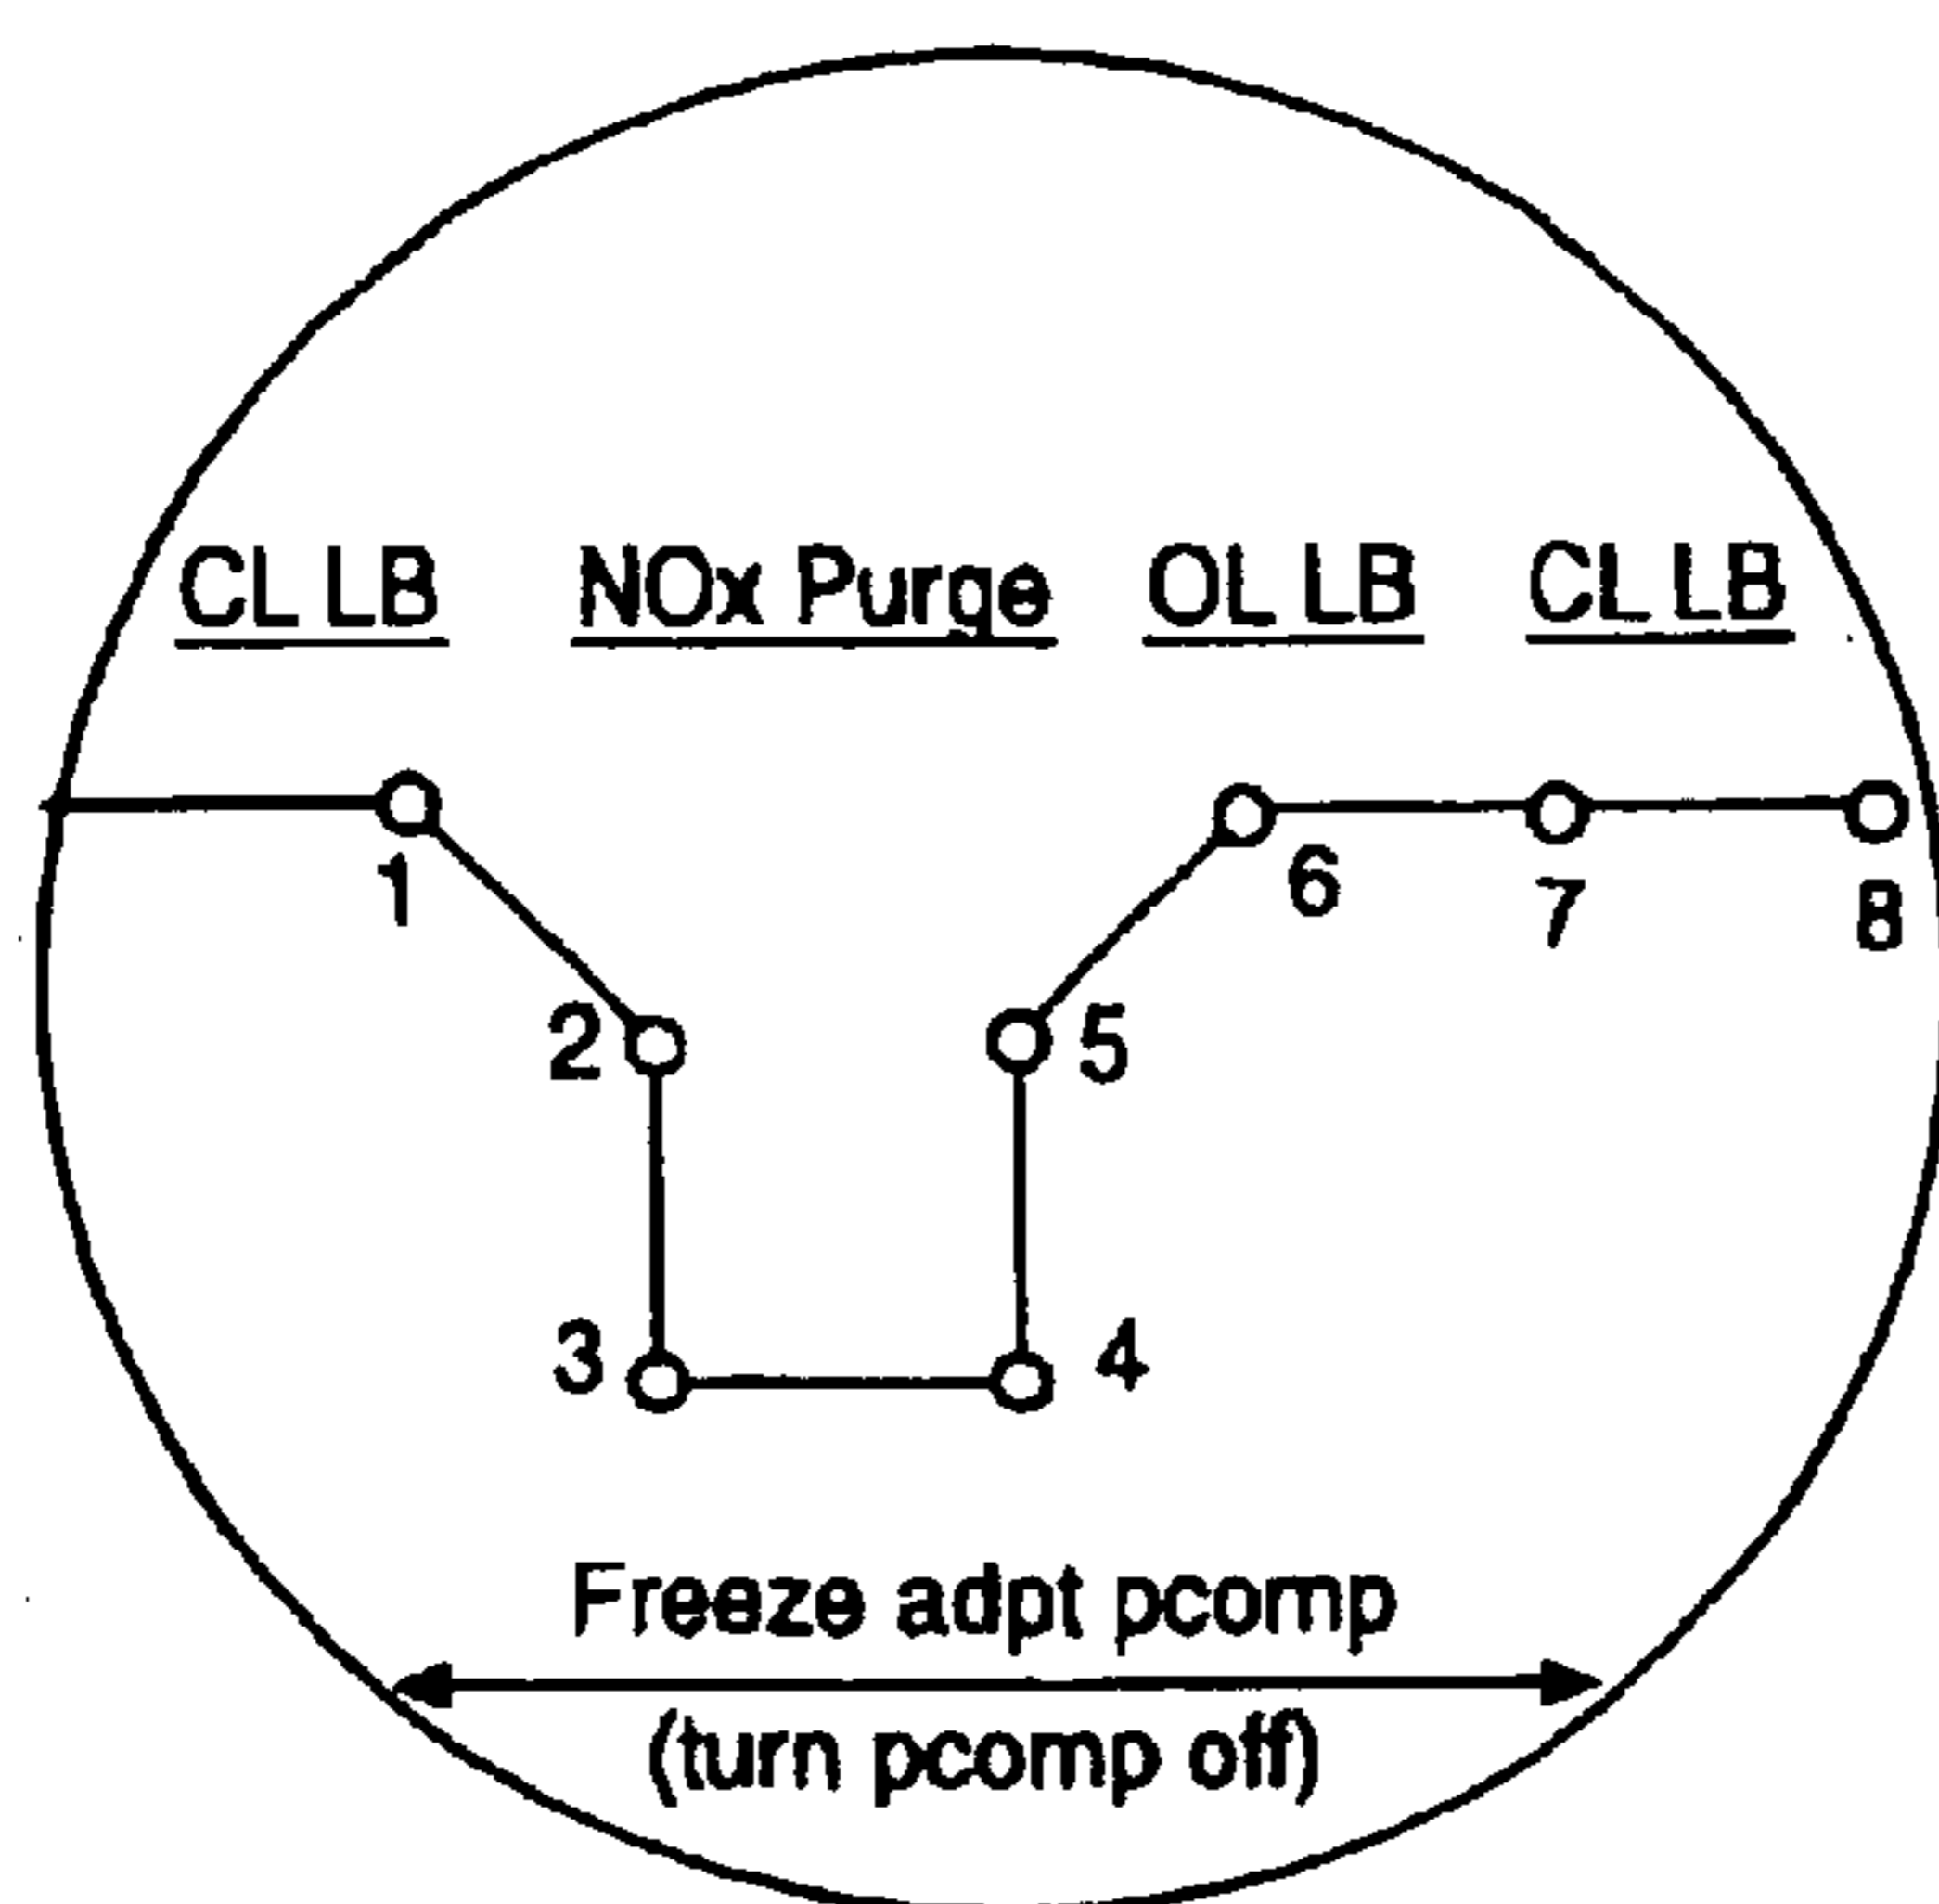 CL LB NOx Purge OL LB CL LB
1 6 7 8
2 5
3 4
Freeze adpt pcomp
(turn pcomp off)